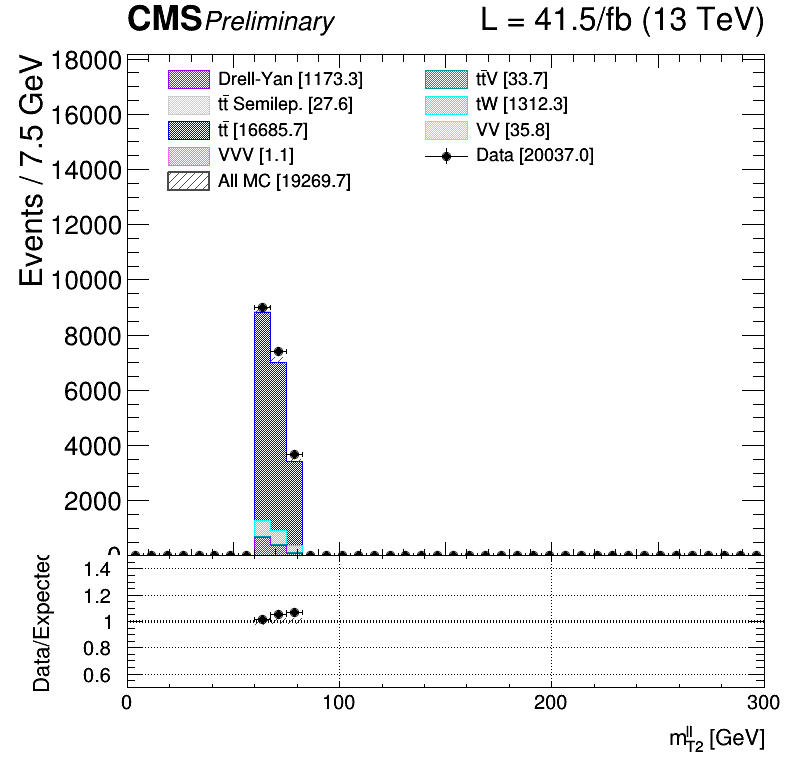 CMS Preliminary L = 41.5/fb (13 TeV)
Events / 7.5 GeV
18000
16000
14000
12000
10000
8000
6000
4000
2000
0
Drell-Yan [1173.3]
tt̄ Semilep. [27.6]
tt̄ [16685.7]
VVV [1.1]
All MC [19269.7]
tt̄V [33.7]
tW [1312.3]
VV [35.8]
Data [20037.0]
Data/Expected
1.4
1.2
1
0.8
0.6
0 100 200 300
m_{T2}^{ll} [GeV]